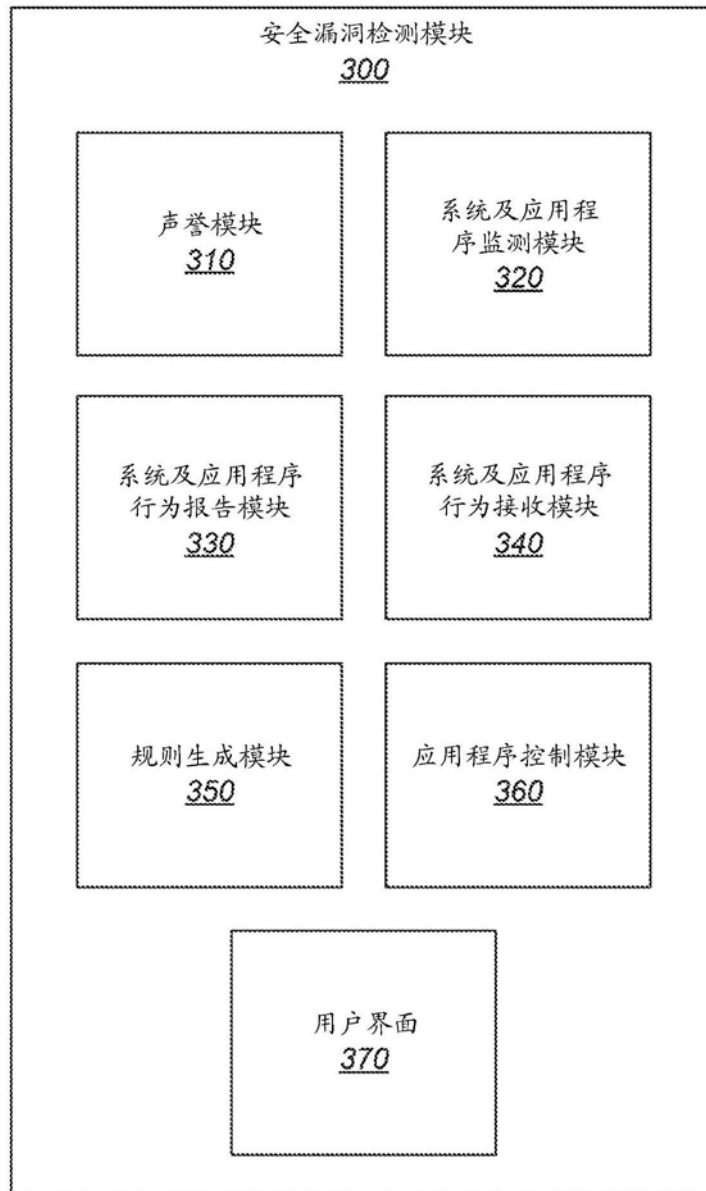 安全漏洞检测模块
300
声誉模块
310
系统及应用程
序监测模块
320
系统及应用程序
行为报告模块
330
系统及应用程序
行为接收模块
340
规则生成模块
350
应用程序控制模块
360
用户界面
370